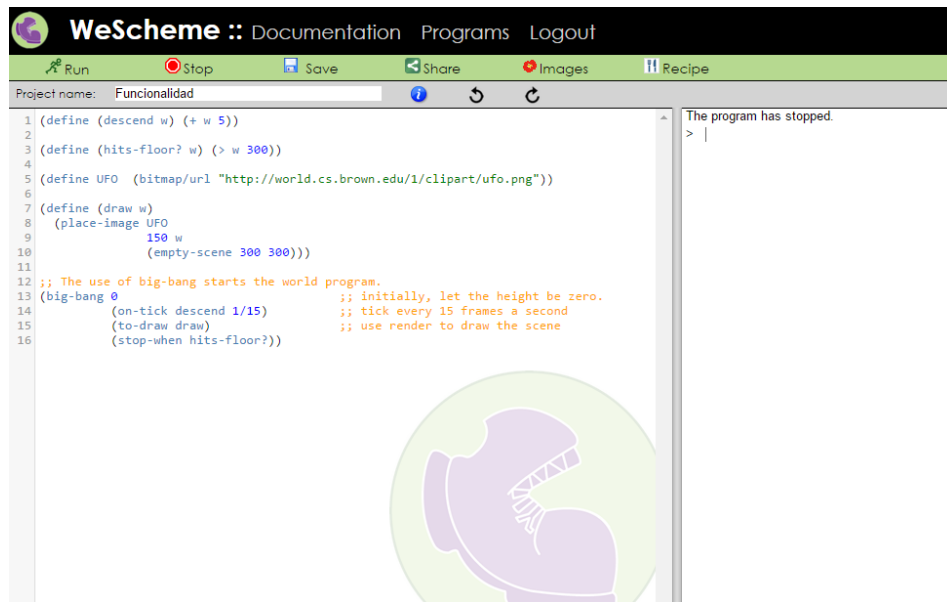 WeScheme :: Documentation Programs Logout
Run Stop Save Share Images Recipe
Project name: Funcionalidad
1 (define (descend w) (+ w 5))
2
3 (define (hits-floor? w) (> w 300))
4
5 (define UFO  (bitmap/url "http://world.cs.brown.edu/1/clipart/ufo.png"))
6
7 (define (draw w)
8   (place-image UFO
9                150 w
10                (empty-scene 300 300)))
11
12 ;; The use of big-bang starts the world program.
13 (big-bang 0                               ;; initially, let the height be zero.
14           (on-tick descend 1/15)          ;; tick every 15 frames a second
15           (to-draw draw)                  ;; use render to draw the scene
16           (stop-when hits-floor?))
The program has stopped.
>